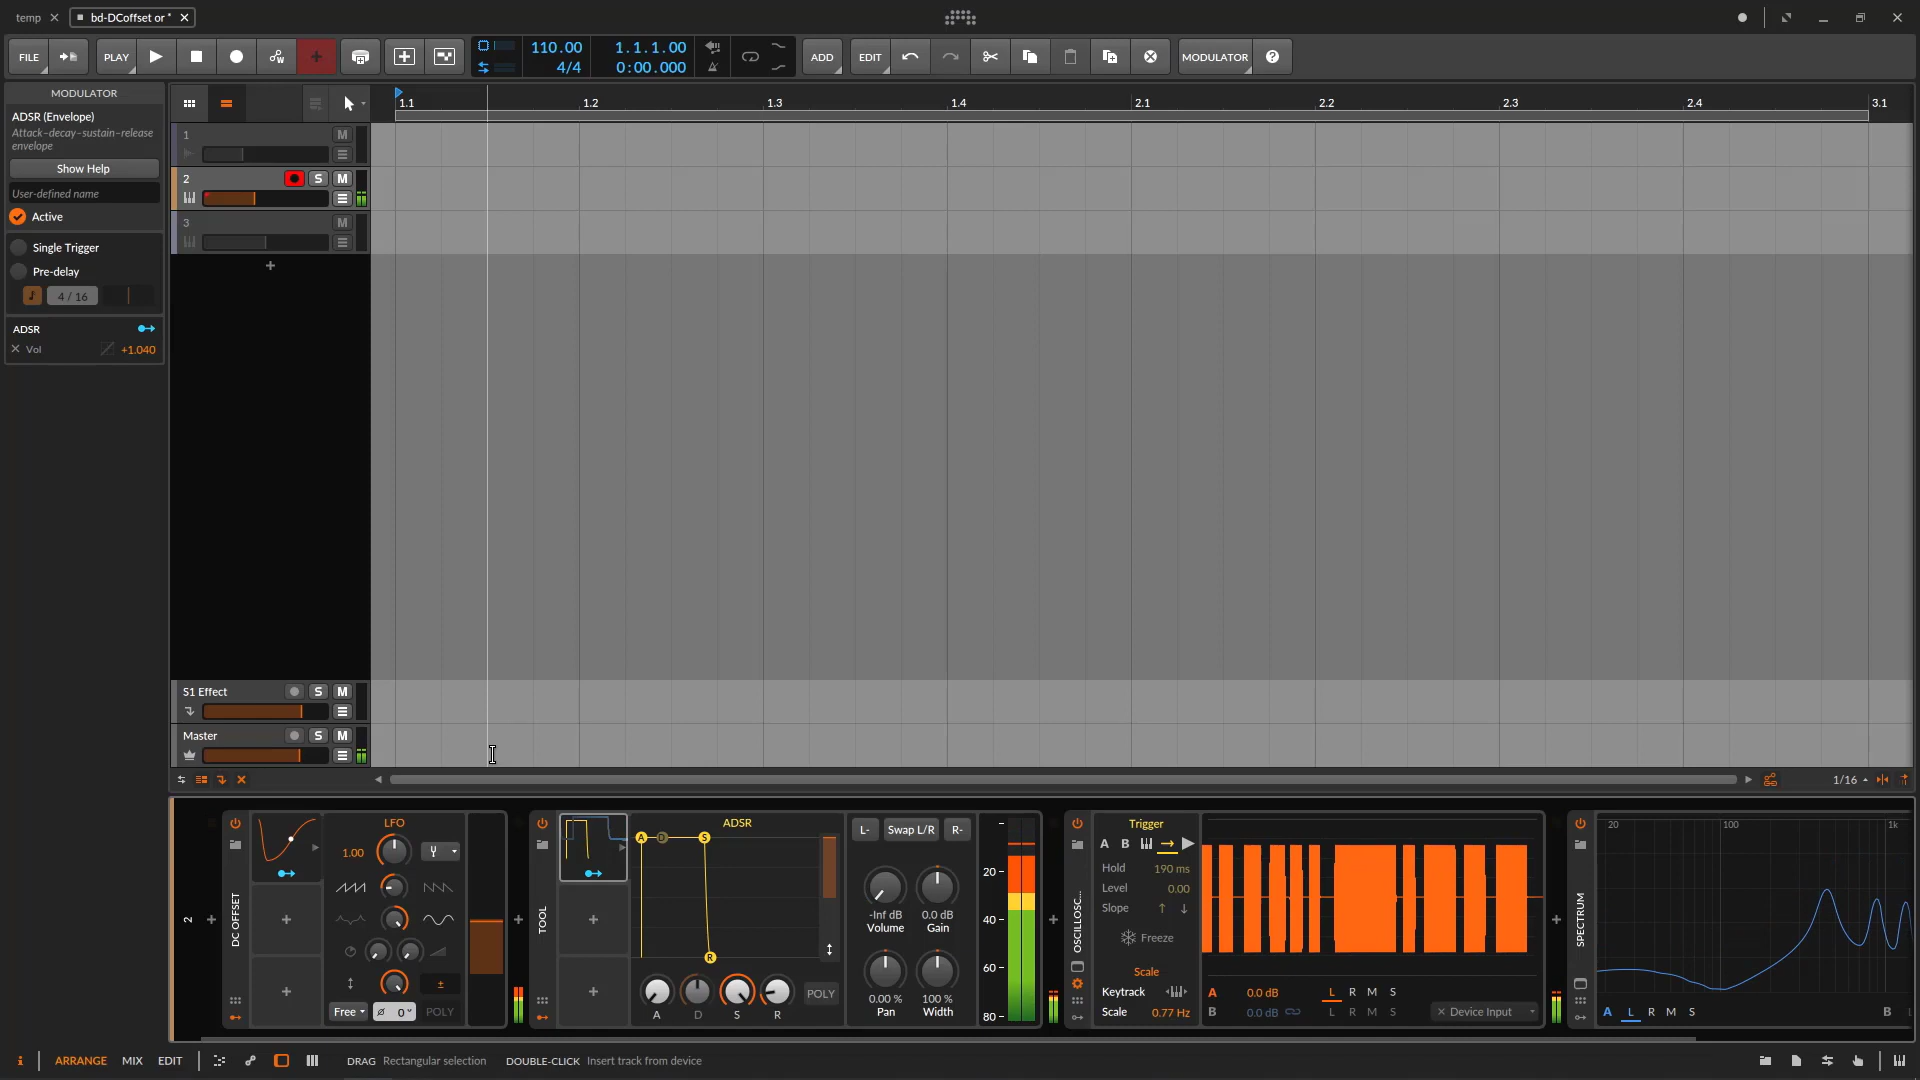 temp
bd-DCoffset or *
FILE
PLAY
110.00
4/4
1.1.1.00
0:00.000
ADD
EDIT
MODULATOR
MODULATOR
ADSR (Envelope)
Attack-decay-sustain-release
envelope
Show Help
User-defined name
Active
Single Trigger
Pre-delay
4 / 16
ADSR
Vol
+1.040
1.1
1.2
1.3
1.4
2.1
2.2
2.3
2.4
3.1
1
M
2
S
M
3
M
S1 Effect
S
M
Master
S
M
1/16
2
DC OFFSET
LFO
1.00
Free
0°
POLY
TOOL
ADSR
A
D
S
R
A
D
S
R
POLY
L-
Swap L/R
R-
-Inf dB
Volume
0.0 dB
Gain
0.00 %
Pan
100 %
Width
20
40
60
80
OSCILLOSC...
Trigger
A
B
Hold
190 ms
Level
0.00
Slope
Freeze
Scale
Keytrack
Scale
0.77 Hz
A
0.0 dB
L
R
M
S
B
0.0 dB
L
R
M
S
Device Input
SPECTRUM
20
100
1k
A
L
R
M
S
B
ARRANGE
MIX
EDIT
DRAG Rectangular selection
DOUBLE-CLICK Insert track from device